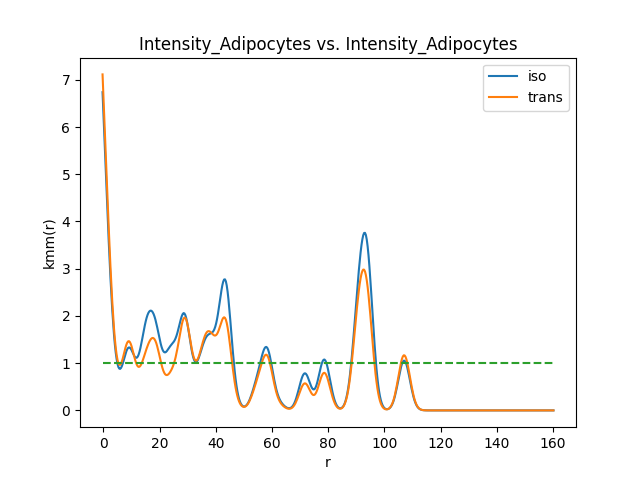 Intensity_Adipocytes vs. Intensity_Adipocytes
iso
trans
7
6
5
4
3
2
1
0
kmm(r)
0 20 40 60 80 100 120 140 160
r